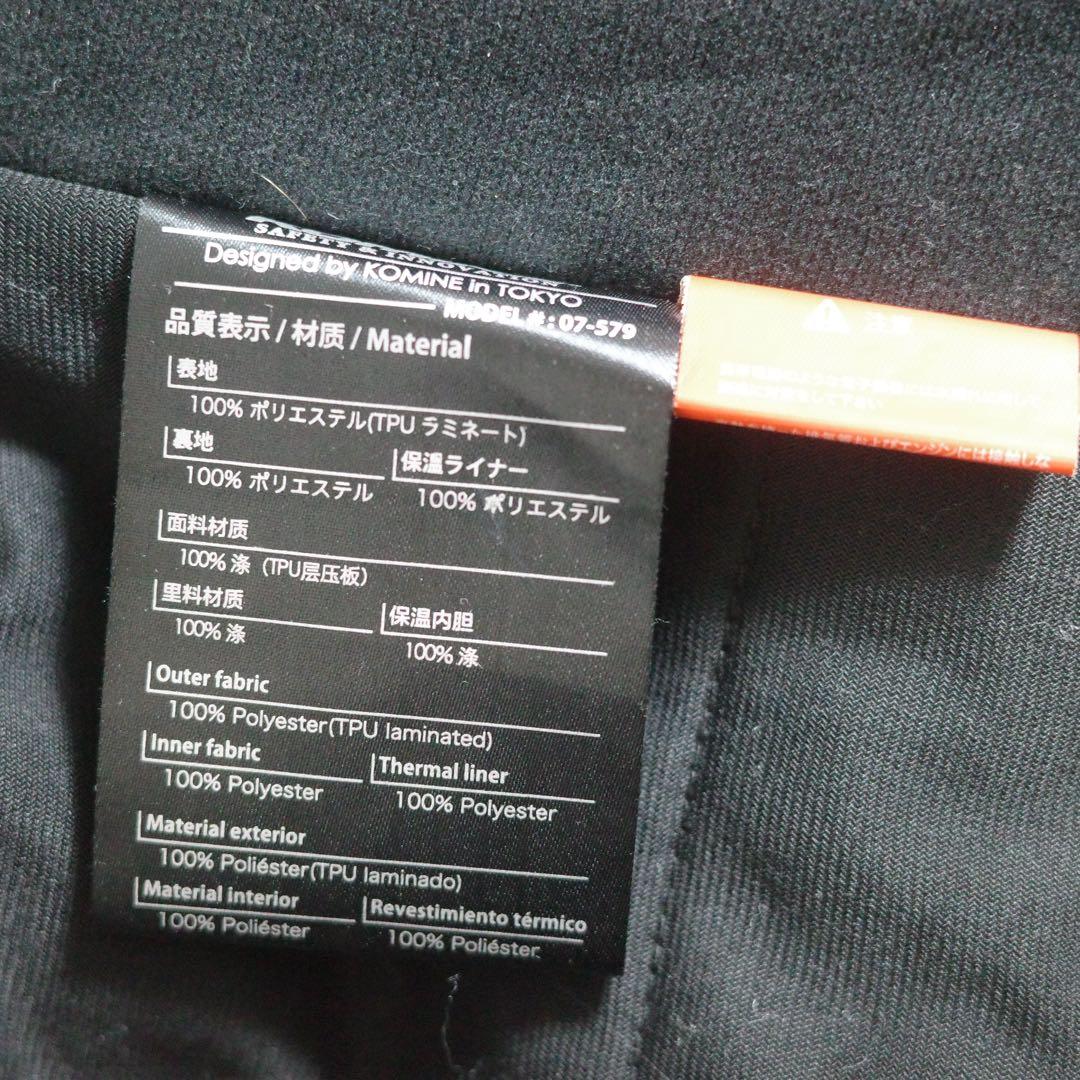 SAFETY & INNOVATION
Designed by KOMINE in TOKYO
MODEL #: 07-579
品質表示 / 材质 / Material
表地
100% ポリエステル(TPU ラミネート)
裏地
100% ポリエステル
保温ライナー
100% ポリエステル
面料材质
100% 涤（TPU层压板）
里料材质
100% 涤
保温内胆
100% 涤
Outer fabric
100% Polyester(TPU laminated)
Inner fabric
100% Polyester
Thermal liner
100% Polyester
Material exterior
100% Poliéster(TPU laminado)
Material interior
100% Poliéster
Revestimiento térmico
100% Poliéster
注意